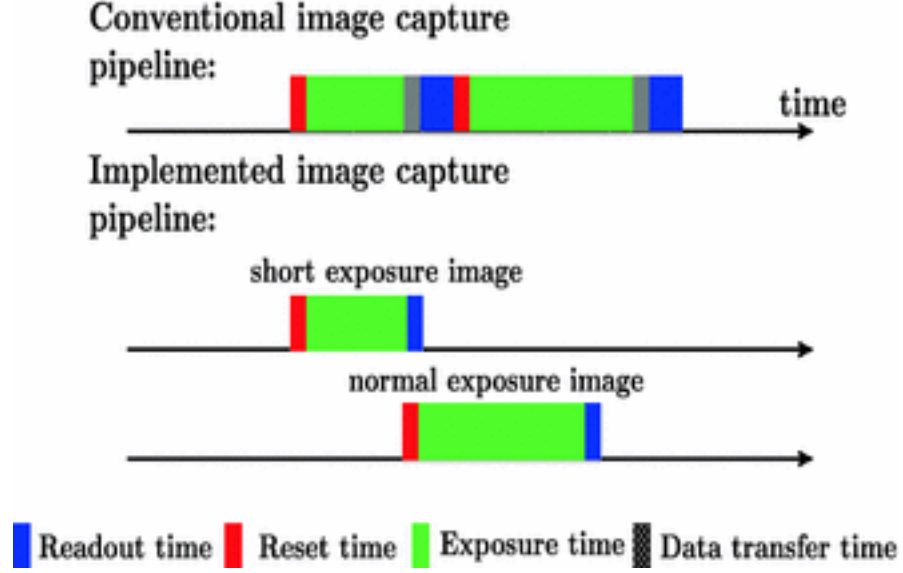 Conventional image capture
pipeline:
time
Implemented image capture
pipeline:
short exposure image
normal exposure image
Readout time Reset time Exposure time Data transfer time